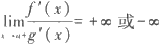 lim x→a+ f″(x)/g″(x) = +∞ 或 −∞